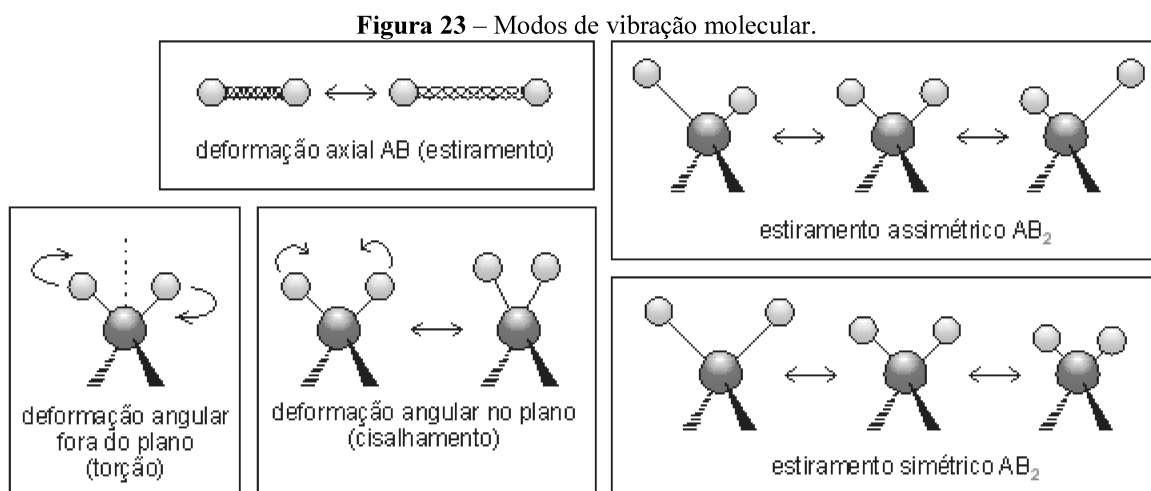 Figura 23 – Modos de vibração molecular.
deformação axial AB (estiramento)
estiramento assimétrico AB₂
deformação angular
fora do plano
(torção)
deformação angular no plano
(cisalhamento)
estiramento simétrico AB₂